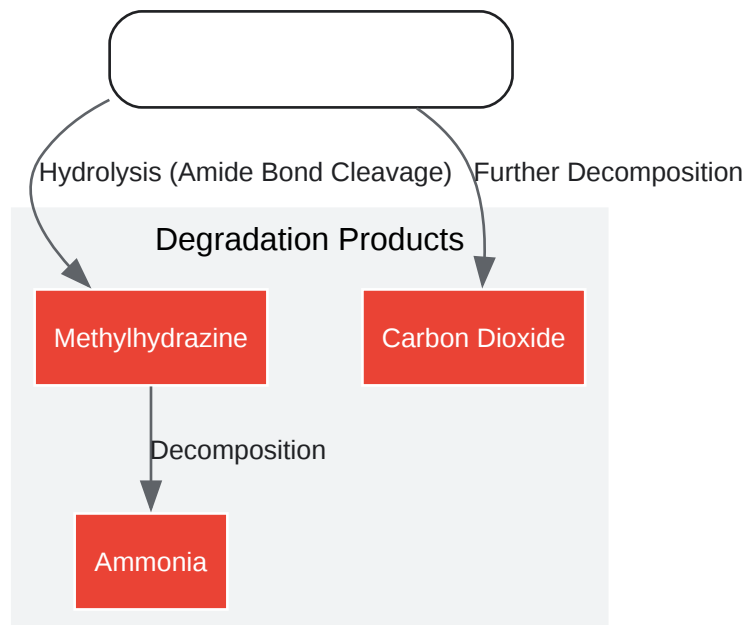 Hydrolysis (Amide Bond Cleavage)
Further Decomposition
Degradation Products
Methylhydrazine
Carbon Dioxide
Decomposition
Ammonia